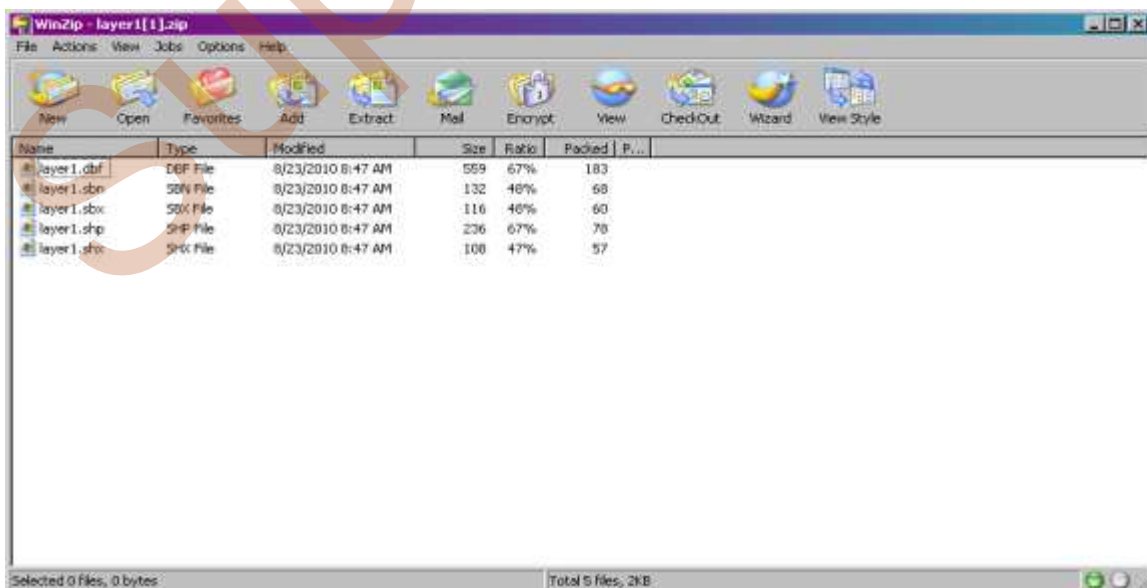 WinZip - layer1[1].zip
File Actions View Jobs Options Help
New Open Favorites Add Extract Mail Encrypt View CheckOut Wizard View Style
Name Type Modified Size Ratio Packed P...
layer1.dbf DBF File 8/23/2010 8:47 AM 559 67% 183
layer1.sbn SBN File 8/23/2010 8:47 AM 132 48% 68
layer1.sbx SBX File 8/23/2010 8:47 AM 116 48% 60
layer1.shp SHP File 8/23/2010 8:47 AM 236 67% 78
layer1.shx SHX File 8/23/2010 8:47 AM 108 47% 57
Selected 0 files, 0 bytes Total 5 files, 2KB